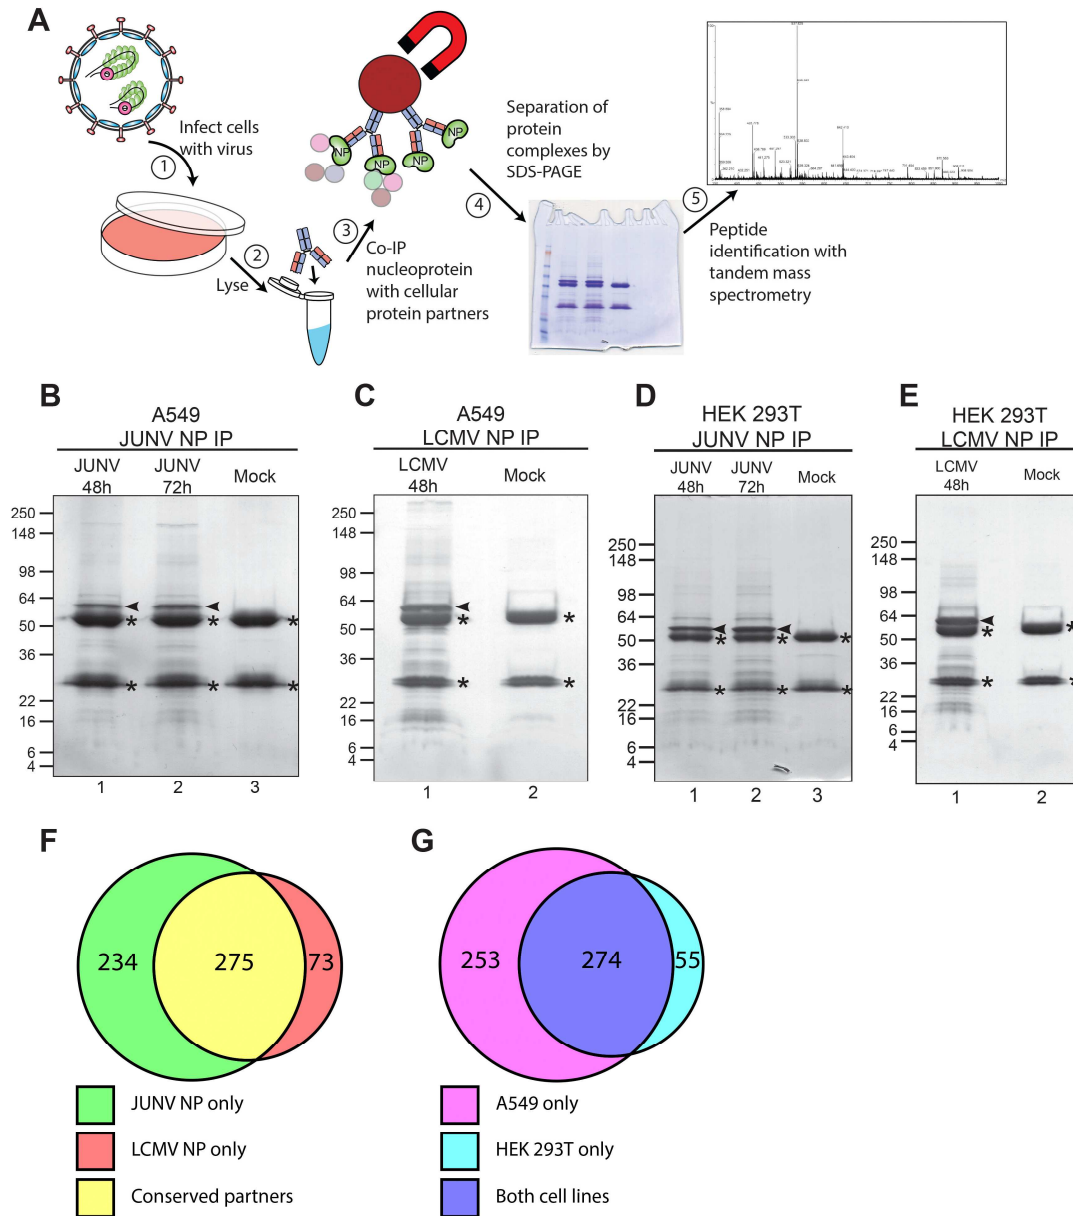 A
Infect cells
with virus
1
2
Lyse
3
Co-IP
nucleoprotein
with cellular
protein partners
NP
NP
NP
NP
Separation of
protein
complexes by
SDS-PAGE
4
5
Peptide
identification with
tandem mass
spectrometry
B
A549
JUNV NP IP
JUNV
48h
JUNV
72h
Mock
250
148
98
64
50
36
22
16
6
4
*
*
*
*
*
*
1 2 3
C
A549
LCMV NP IP
LCMV
48h
Mock
250
148
98
64
50
36
22
16
6
4
*
*
*
*
1 2
D
HEK 293T
JUNV NP IP
JUNV
48h
JUNV
72h
Mock
250
148
98
64
50
36
22
16
6
4
*
*
*
*
*
*
1 2 3
E
HEK 293T
LCMV NP IP
LCMV
48h
Mock
250
148
98
64
50
36
22
16
6
4
*
*
*
*
1 2
F
234 275 73
JUNV NP only
LCMV NP only
Conserved partners
G
253 274 55
A549 only
HEK 293T only
Both cell lines